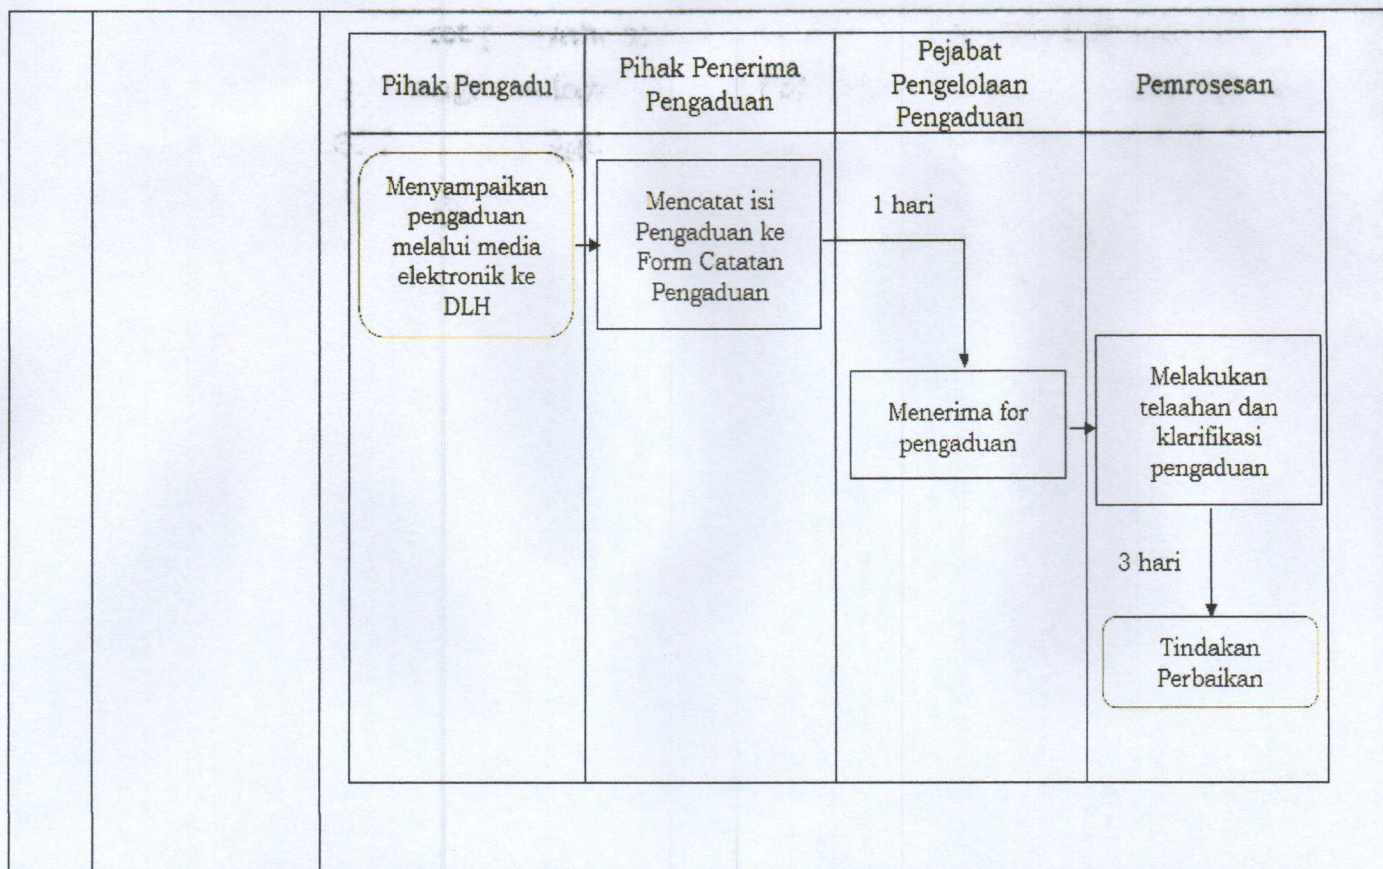 Pihak Pengadu
Pihak Penerima
Pengaduan
Pejabat
Pengelolaan
Pengaduan
Pemrosesan
Menyampaikan
pengaduan
melalui media
elektronik ke
DLH
Mencatat isi
Pengaduan ke
Form Catatan
Pengaduan
1 hari
Menerima for
pengaduan
Melakukan
telaahan dan
klarifikasi
pengaduan
3 hari
Tindakan
Perbaikan